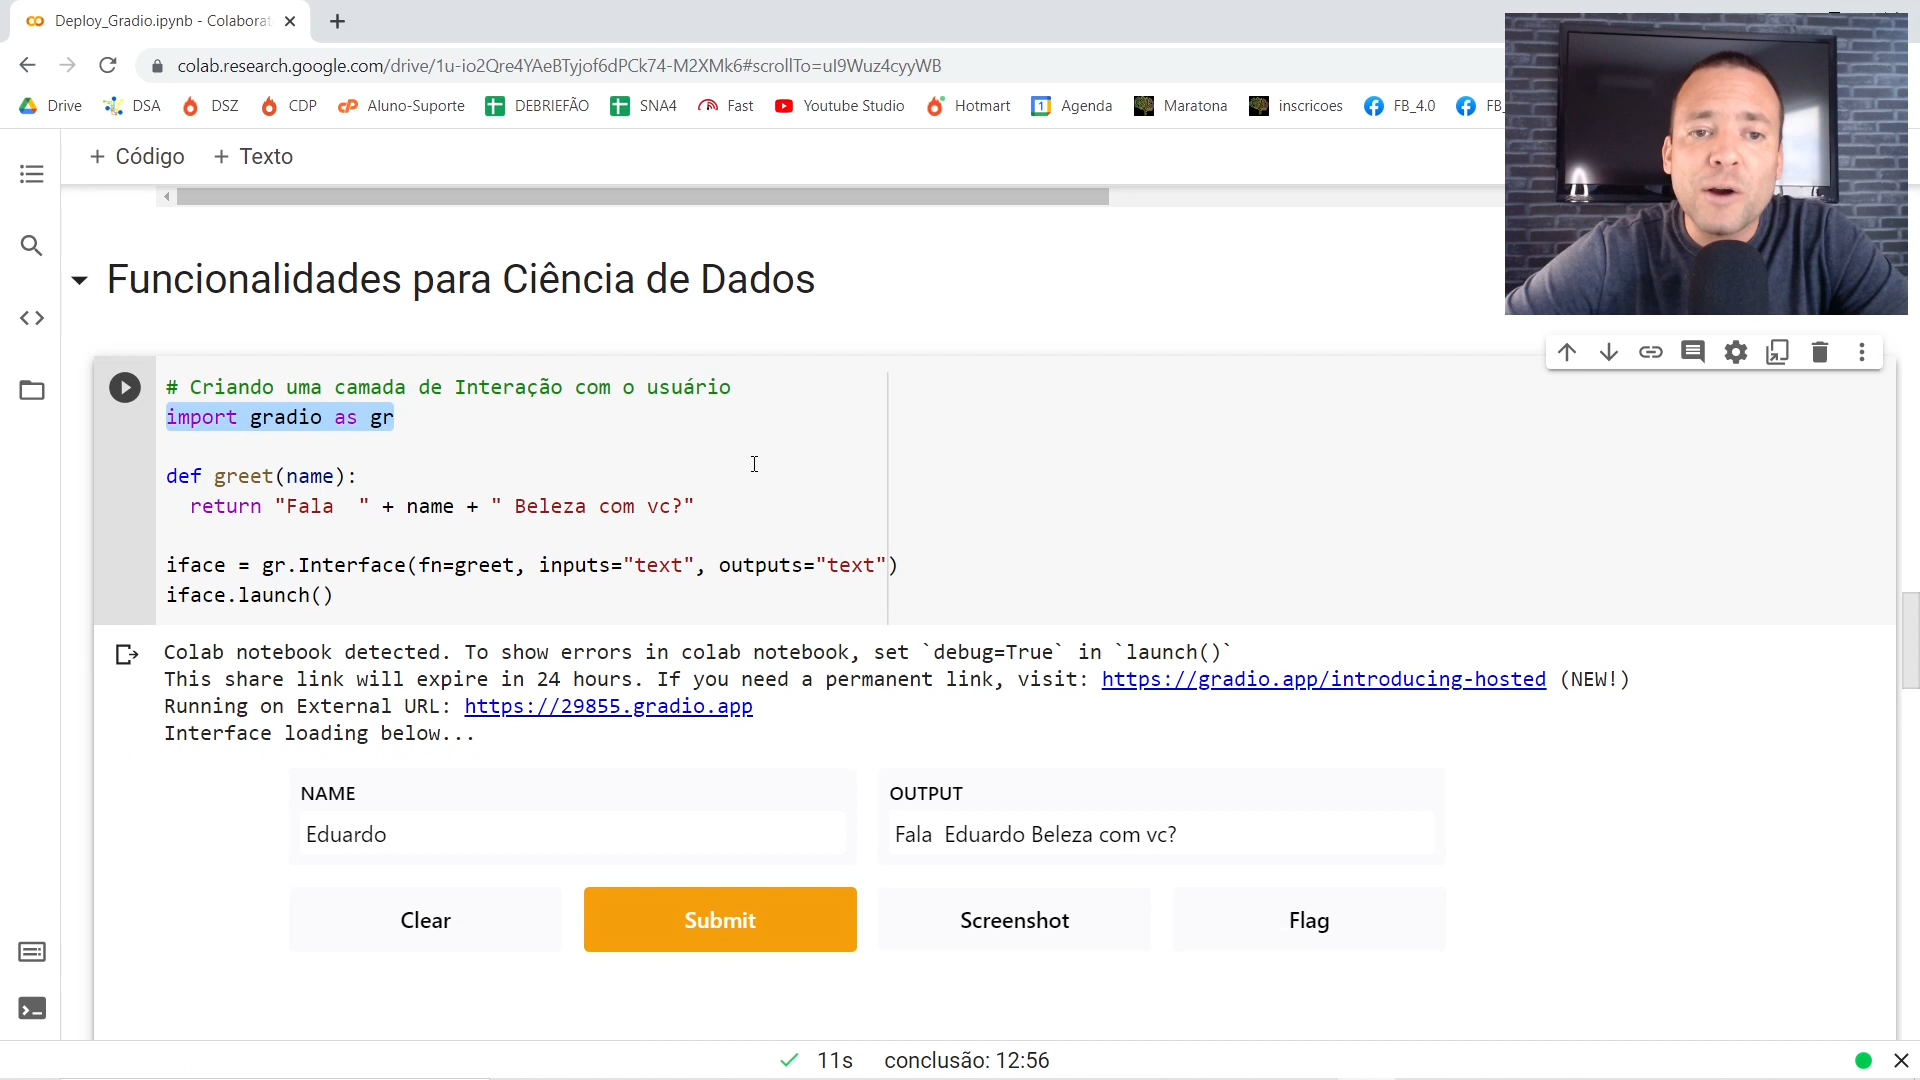 Deploy_Gradio.ipynb - Colaborat
colab.research.google.com/drive/1u-io2Qre4YAeBTyjof6dPCk74-M2XMk6#scrollTo=uI9Wuz4cyyWB
Drive DSA DSZ CDP Aluno-Suporte DEBRIEFÃO SNA4 Fast Youtube Studio Hotmart 1 Agenda Maratona inscricoes FB_4.0 FB_
+ Código + Texto
Funcionalidades para Ciência de Dados
# Criando uma camada de Interação com o usuário
import gradio as gr
def greet(name):
return "Fala  " + name + " Beleza com vc?"
iface = gr.Interface(fn=greet, inputs="text", outputs="text")
iface.launch()
Colab notebook detected. To show errors in colab notebook, set `debug=True` in `launch()`
This share link will expire in 24 hours. If you need a permanent link, visit: https://gradio.app/introducing-hosted (NEW!)
Running on External URL: https://29855.gradio.app
Interface loading below...
NAME OUTPUT
Eduardo Fala  Eduardo Beleza com vc?
Clear Submit Screenshot Flag
11s conclusão: 12:56